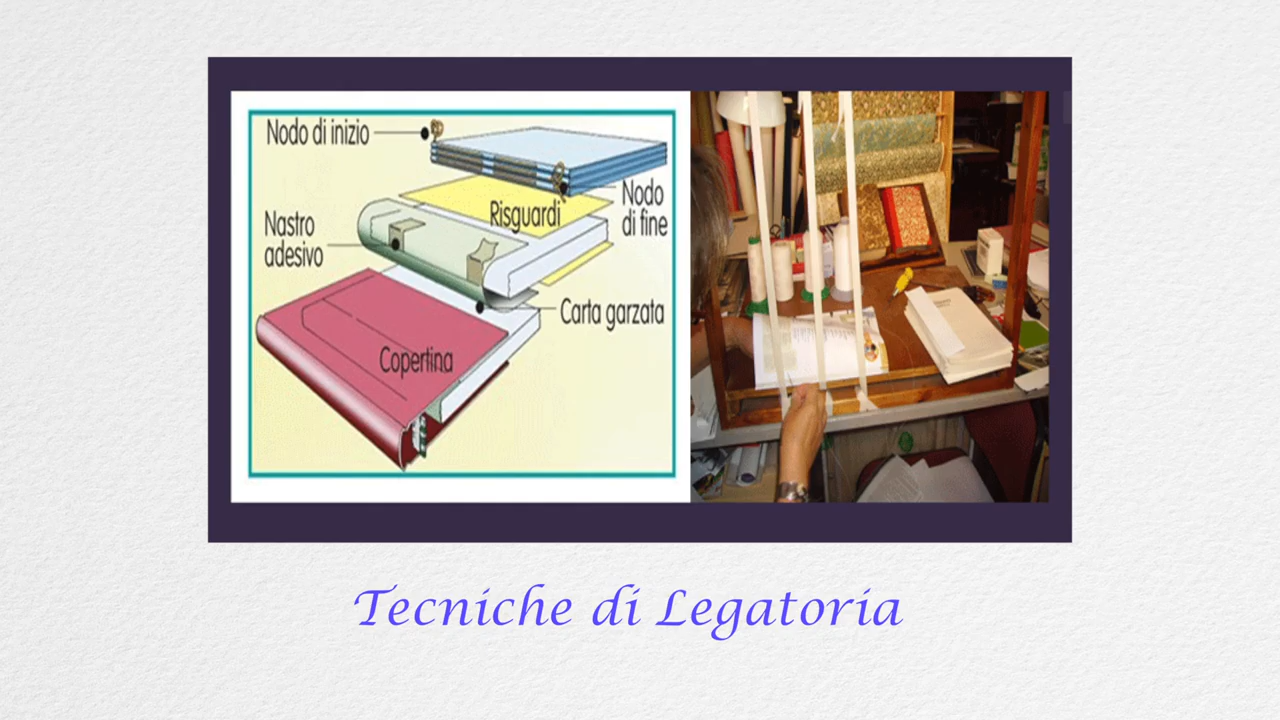 Nodo di inizio
Nodo
di fine
Risguardi
Nastro
adesivo
Carta garzata
Copertina
Tecniche di Legatoria